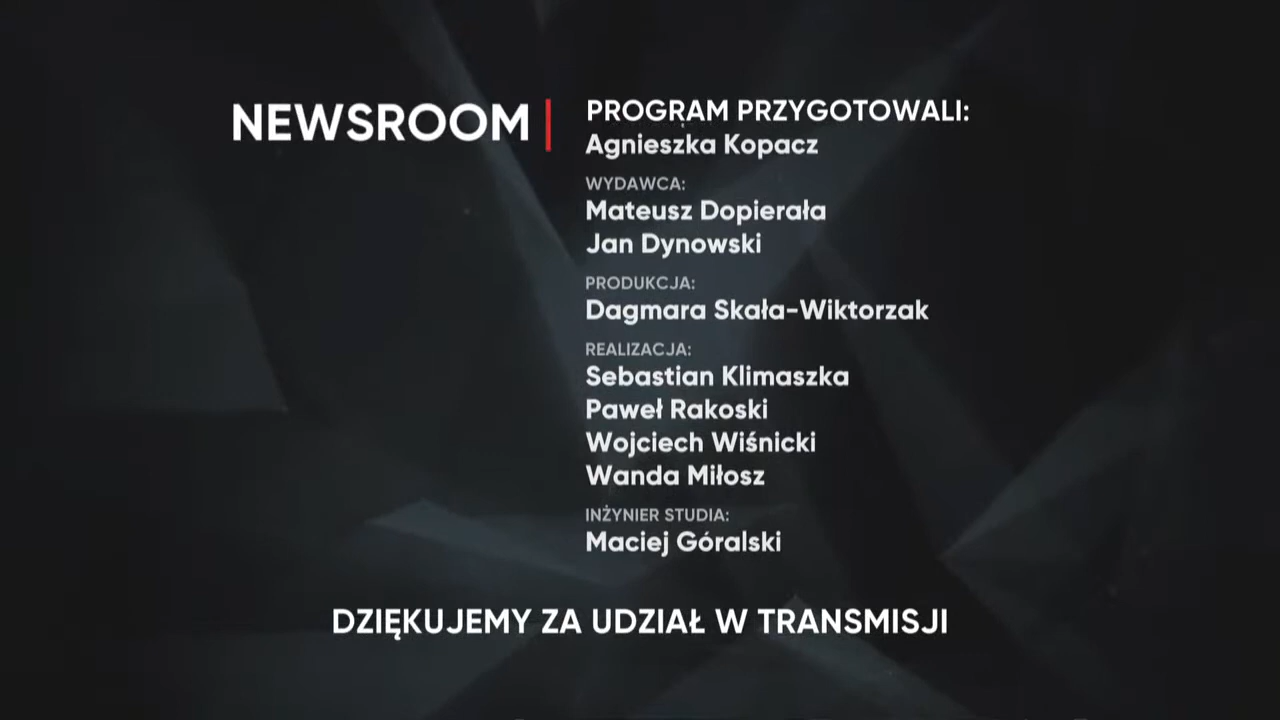 NEWSROOM
PROGRAM PRZYGOTOWALI:
Agnieszka Kopacz
WYDAWCA:
Mateusz Dopierała
Jan Dynowski
PRODUKCJA:
Dagmara Skała-Wiktorzak
REALIZACJA:
Sebastian Klimaszka
Paweł Rakoski
Wojciech Wiśnicki
Wanda Miłosz
INŻYNIER STUDIA:
Maciej Góralski
DZIĘKUJEMY ZA UDZIAŁ W TRANSMISJI